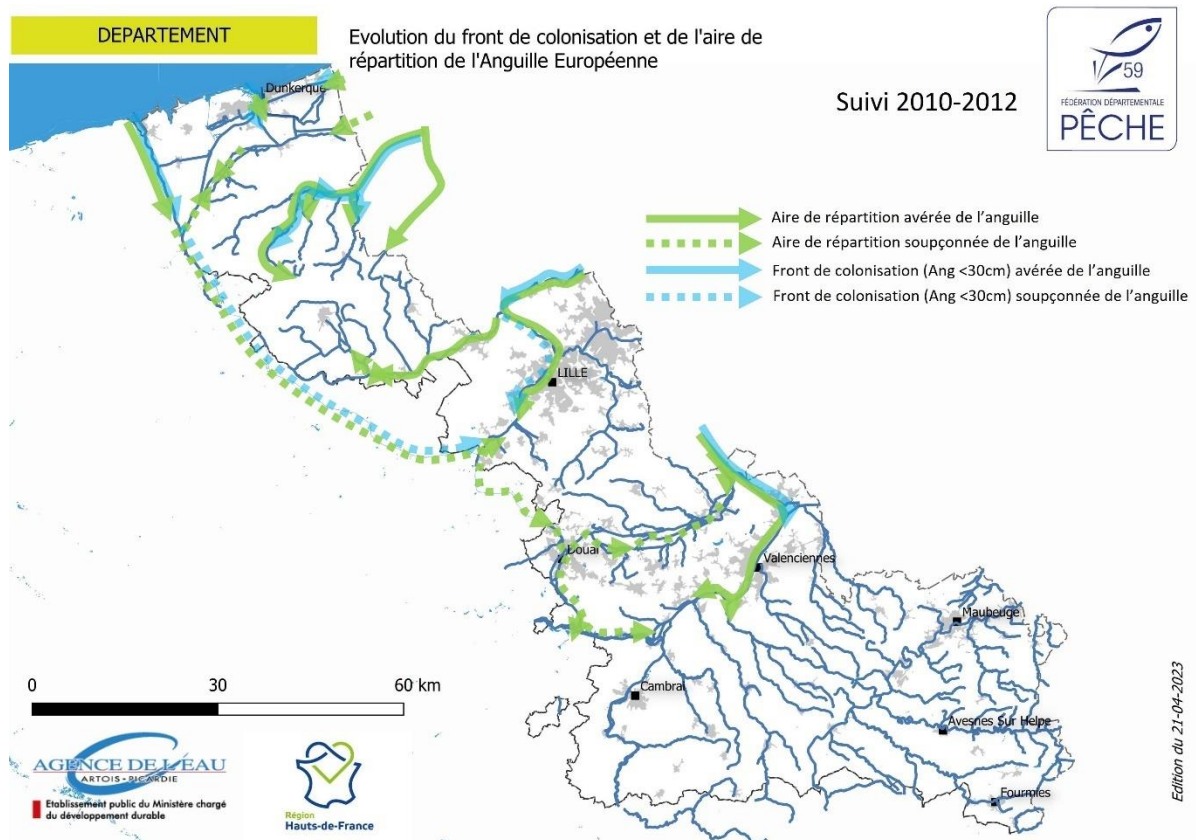 DEPARTEMENT
Evolution du front de colonisation et de l'aire de
répartition de l'Anguille Européenne
Suivi 2010-2012
59
FÉDÉRATION DÉPARTEMENTALE
PÊCHE
Dunkerque
Aire de répartition avérée de l'anguille
Aire de répartition soupçonnée de l'anguille
Front de colonisation (Ang <30cm) avérée de l'anguille
Front de colonisation (Ang <30cm) soupçonnée de l'anguille
LILLE
Douai
Valenciennes
Maubeuge
Cambrai
Avesnes Sur Helpe
Fourmies
0 30 60 km
AGENCE DE L'EAU
ARTOIS - PICARDIE
Etablissement public du Ministère chargé
du développement durable
Région
Hauts-de-France
Edition du 21-04-2023